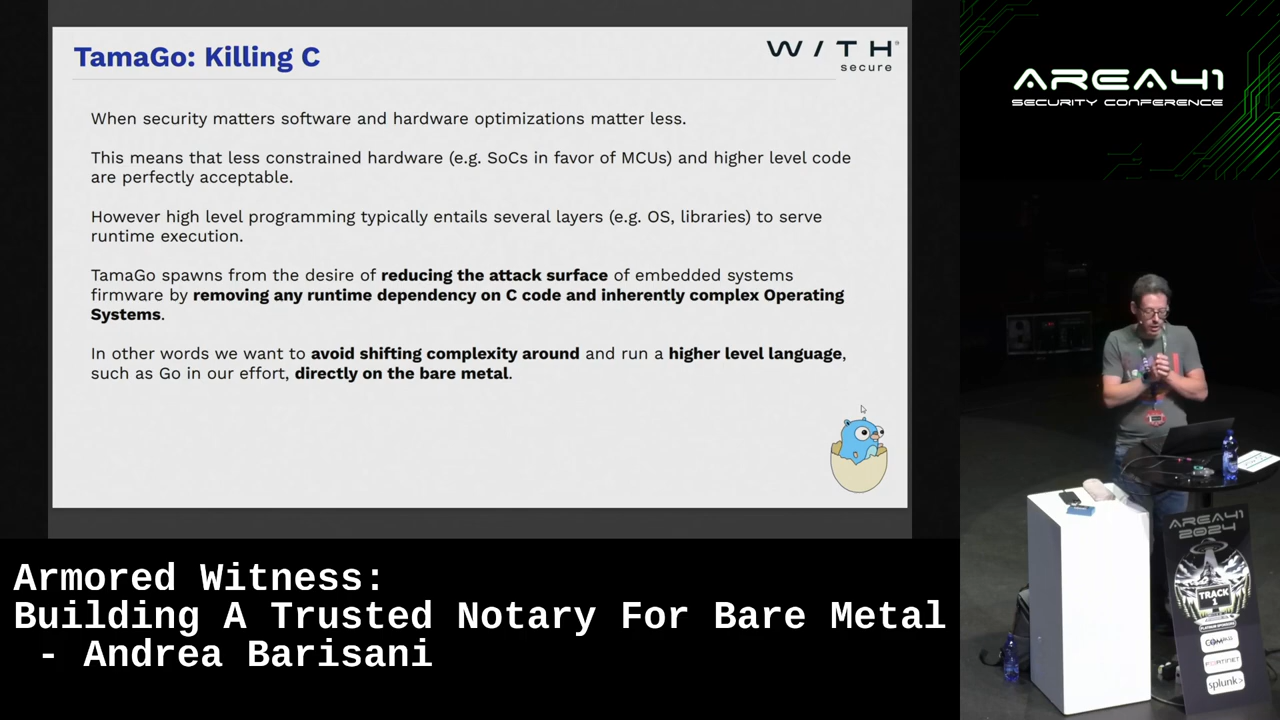 TamaGo: Killing C
WITH®
secure
When security matters software and hardware optimizations matter less.
This means that less constrained hardware (e.g. SoCs in favor of MCUs) and higher level code
are perfectly acceptable.
However high level programming typically entails several layers (e.g. OS, libraries) to serve
runtime execution.
TamaGo spawns from the desire of reducing the attack surface of embedded systems
firmware by removing any runtime dependency on C code and inherently complex Operating
Systems.
In other words we want to avoid shifting complexity around and run a higher level language,
such as Go in our effort, directly on the bare metal.
AREA41
SECURITY CONFERENCE
Armored Witness:
Building A Trusted Notary For Bare Metal
- Andrea Barisani
AREA41
2024
TRACK
1
FORTINET
splunk>